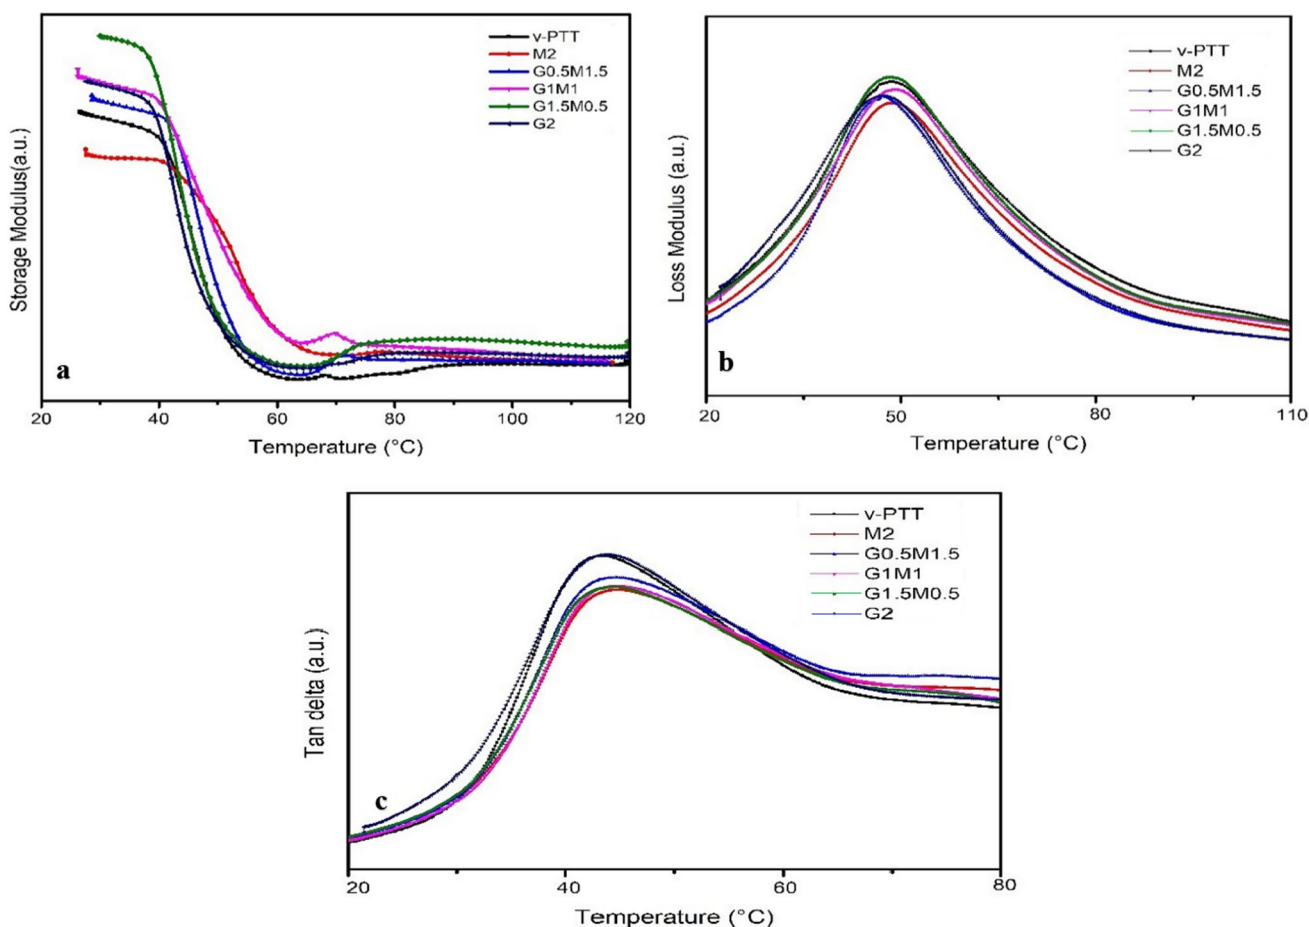 Storage Modulus(a.u.)
v-PTT
M2
G0.5M1.5
G1M1
G1.5M0.5
G2
a
20 40 60 80 100 120
Temperature (°C)
Loss Modulus (a.u.)
v-PTT
M2
G0.5M1.5
G1M1
G1.5M0.5
G2
b
20 50 80 110
Temperature (°C)
Tan delta (a.u.)
v-PTT
M2
G0.5M1.5
G1M1
G1.5M0.5
G2
c
20 40 60 80
Temperature (°C)